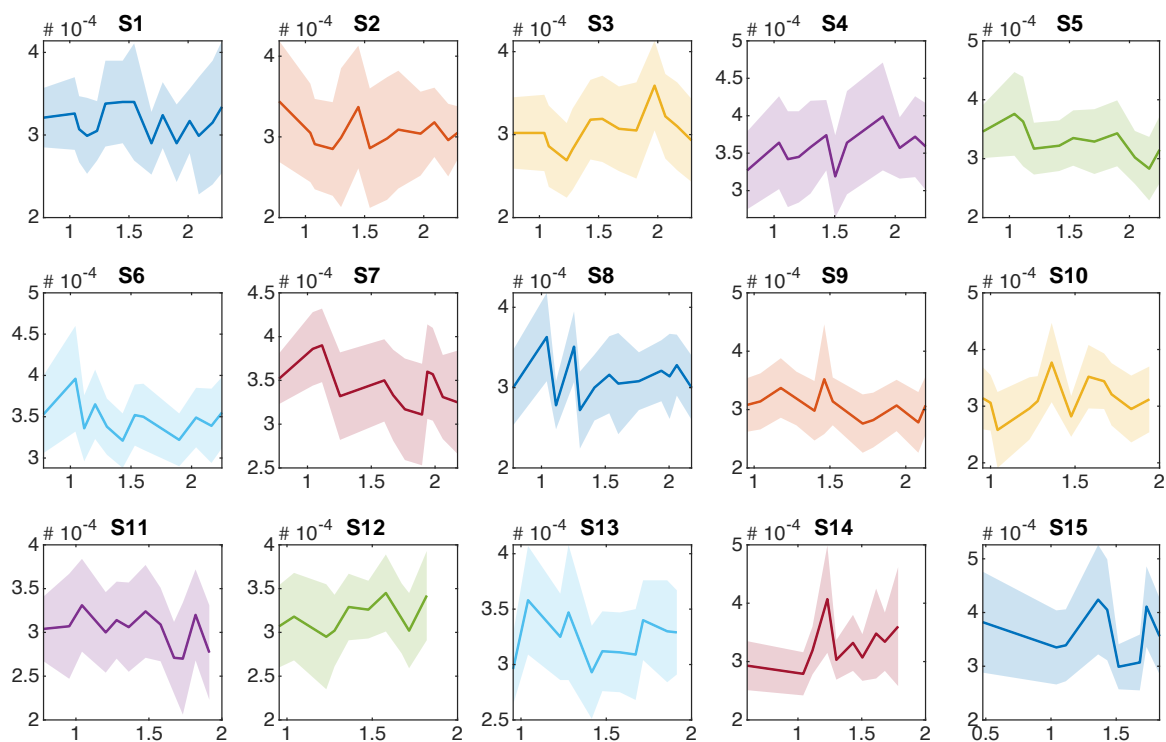 # 10-4 S1 # 10-4 S2 # 10-4 S3 # 10-4 S4 # 10-4 S5
4 4 4 5 5
4.5
4 4
3 3 3 3.5 3
3
2 2 2 2
1 1.5 2 1 1.5 2 1 1.5 2 1 1.5 2 1 1.5 2
# 10-4 S6 # 10-4 S7 # 10-4 S8 # 10-4 S9 # 10-4 S10
5 4.5 4 5 5
4.5 4 4 4
4
3.5 3.5 3 3 3
3 3
2.5 2 2 2
1 1.5 2 1 1.5 2 1 1.5 2 1 1.5 2 1 1.5 2
# 10-4 S11 # 10-4 S12 # 10-4 S13 # 10-4 S14 # 10-4 S15
4 4 4 5 5
3.5 3.5 3.5 4 4
3 3 3 3 3
2.5 2.5
2 2 2.5 2 2
1 1.5 2 1 1.5 2 1 1.5 2 1 1.5 2 0.5 1 1.5